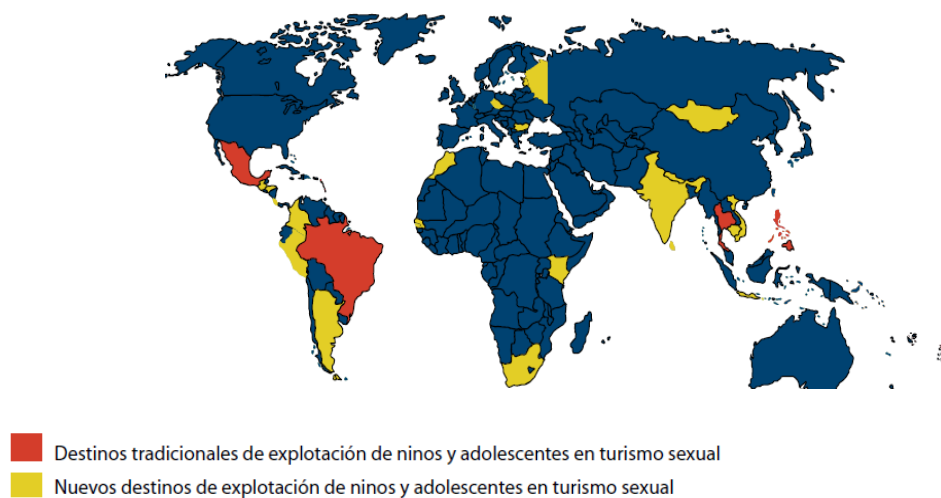 Destinos tradicionales de explotación de ninos y adolescentes en turismo sexual
Nuevos destinos de explotación de ninos y adolescentes en turismo sexual